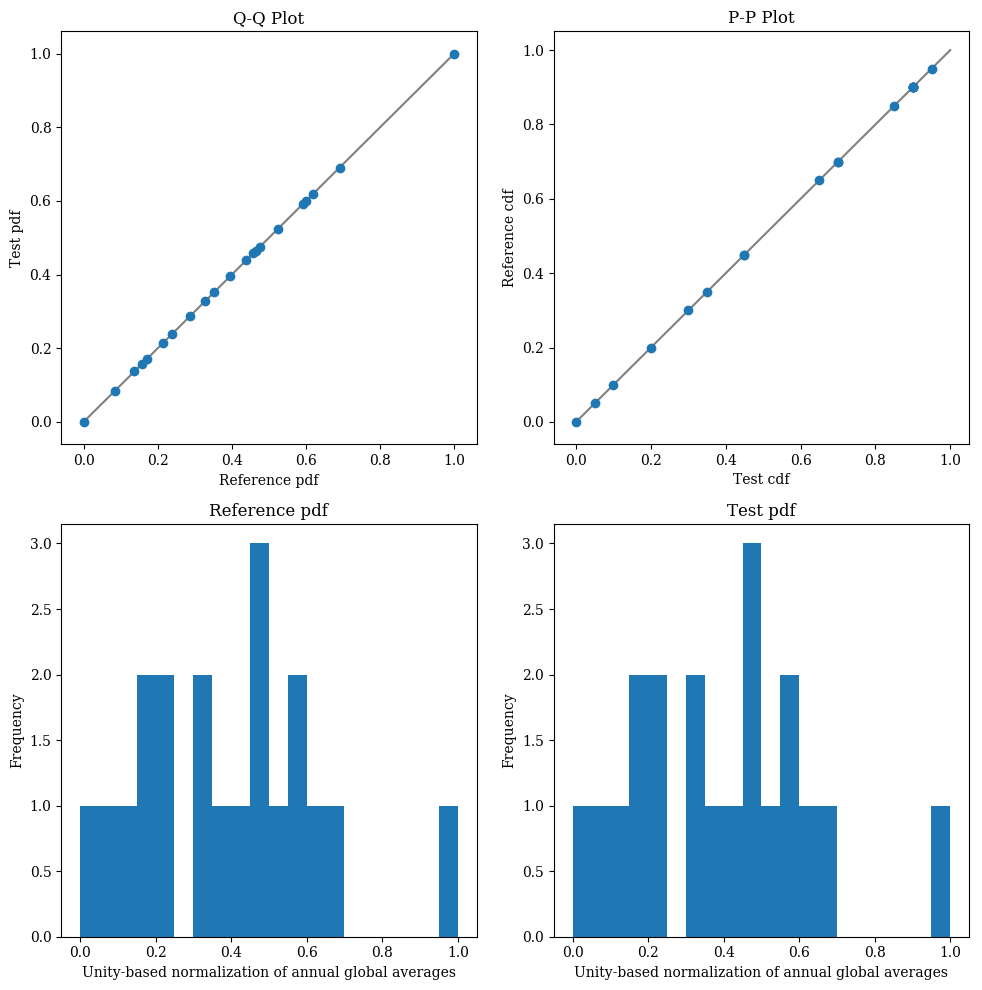 Q-Q Plot
1.0
0.8
0.6
0.4
0.2
0.0
Test pdf
0.0 0.2 0.4 0.6 0.8 1.0
Reference pdf
P-P Plot
1.0
0.8
0.6
0.4
0.2
0.0
Reference cdf
0.0 0.2 0.4 0.6 0.8 1.0
Test cdf
Reference pdf
3.0
2.5
2.0
1.5
1.0
0.5
0.0
Frequency
0.0 0.2 0.4 0.6 0.8 1.0
Unity-based normalization of annual global averages
Test pdf
3.0
2.5
2.0
1.5
1.0
0.5
0.0
Frequency
0.0 0.2 0.4 0.6 0.8 1.0
Unity-based normalization of annual global averages